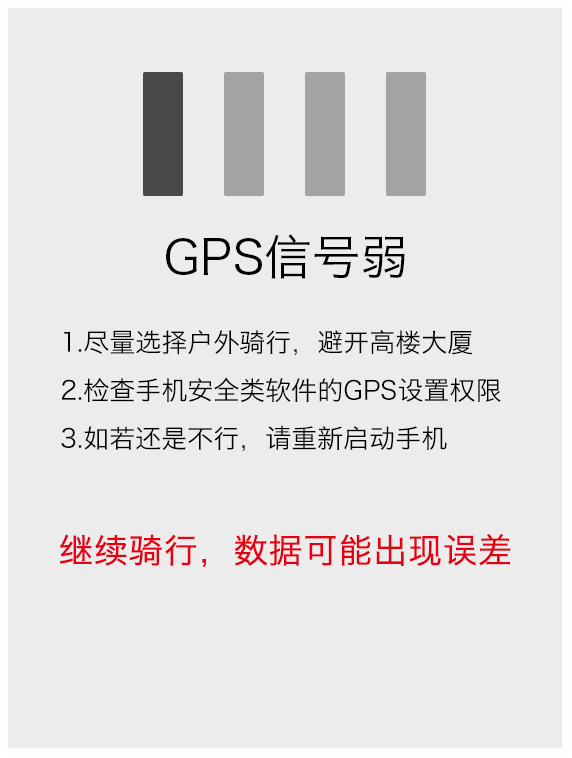 GPS信号弱
1.尽量选择户外骑行，避开高楼大厦
2.检查手机安全类软件的GPS设置权限
3.如若还是不行，请重新启动手机
继续骑行，数据可能出现误差